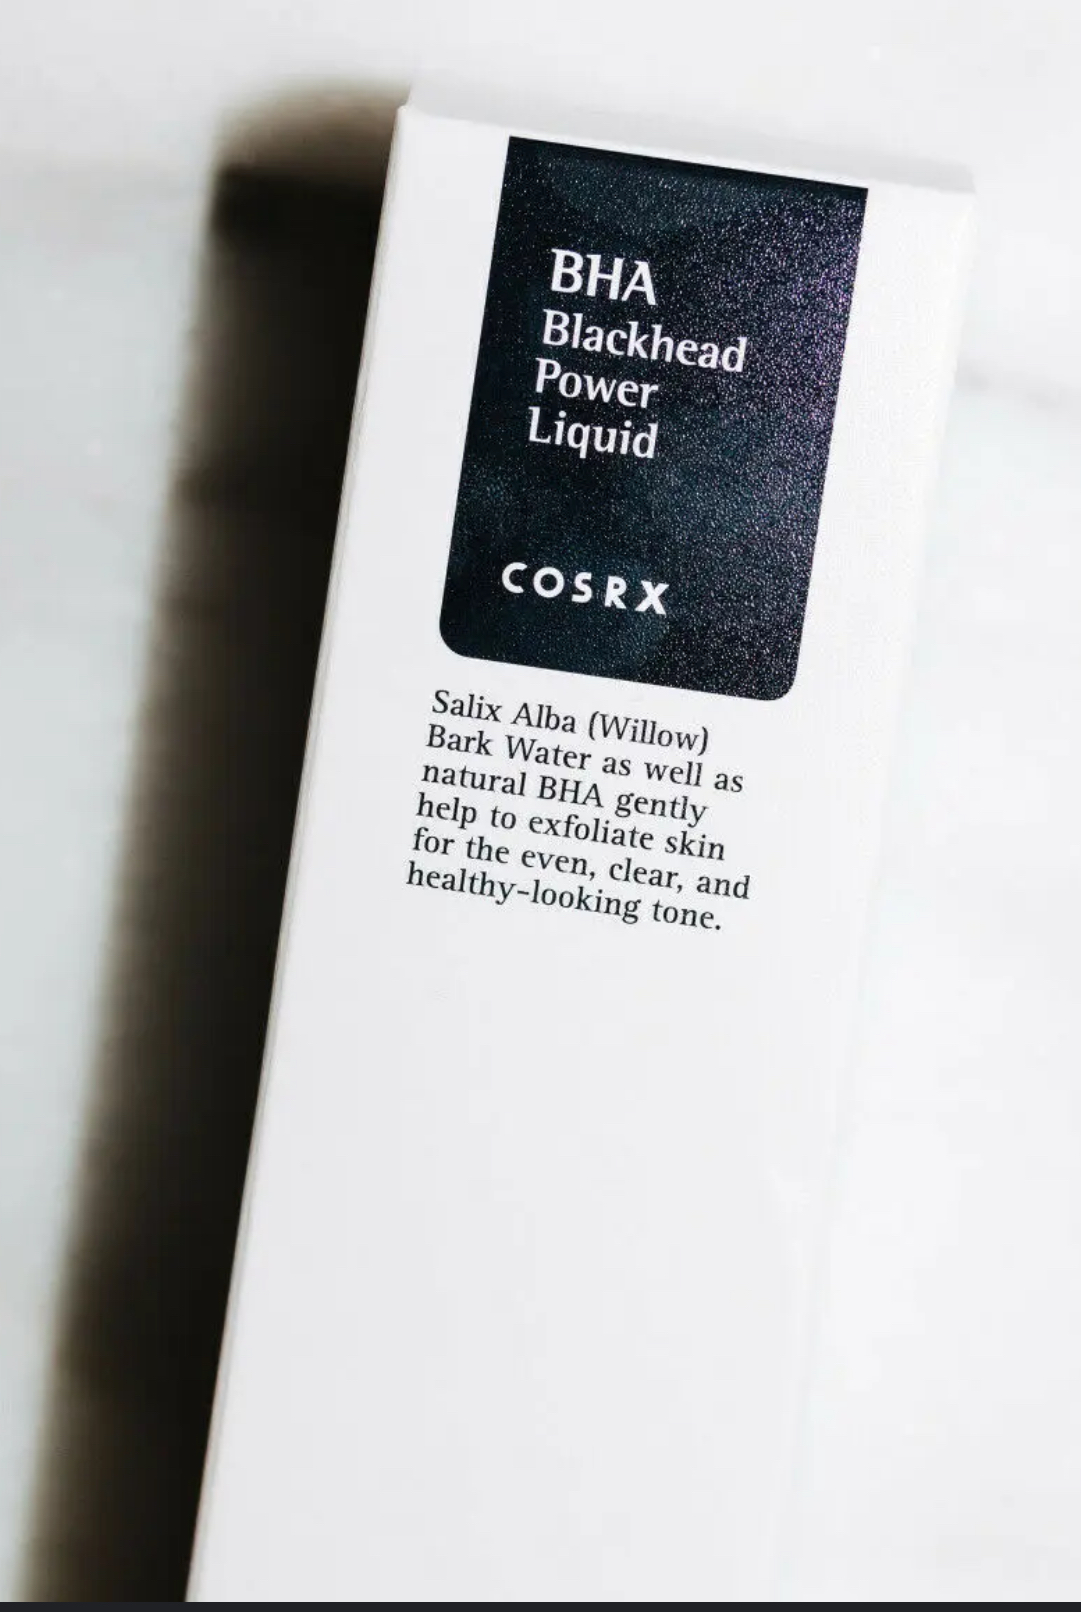 BHA
Blackhead
Power
Liquid
COSRX
Salix Alba (Willow)
Bark Water as well as
natural BHA gently
help to exfoliate skin
for the even, clear, and
healthy-looking tone.